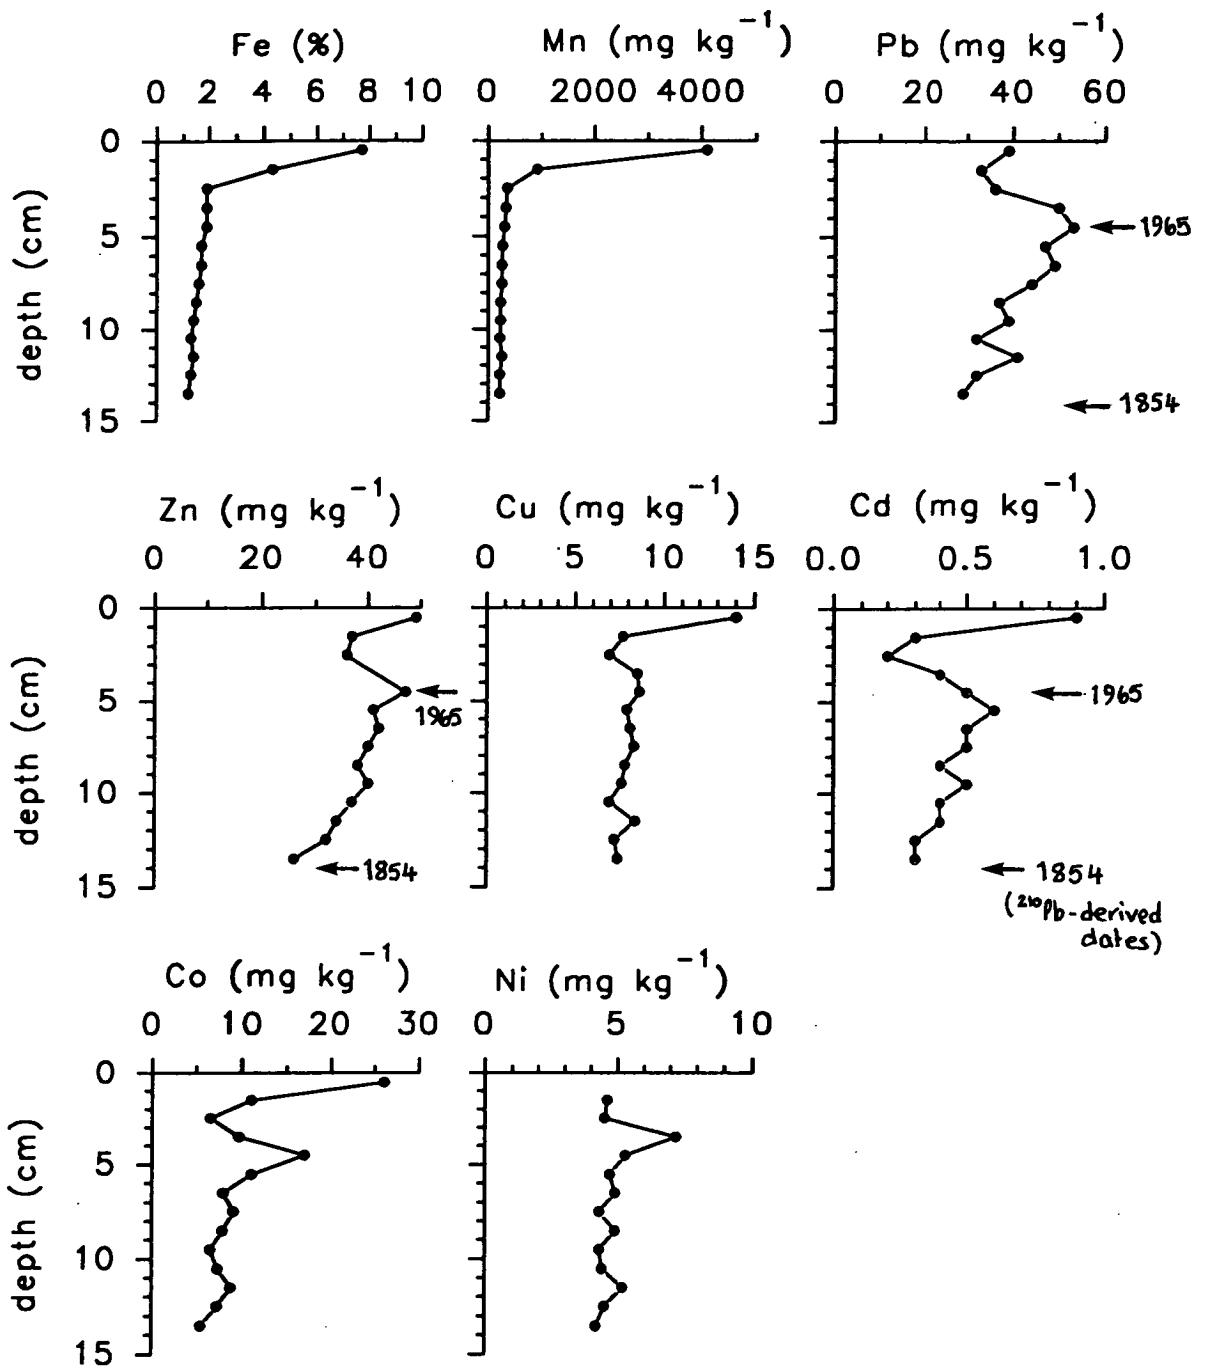 Fe (%)
0 2 4 6 8 10
depth (cm)
0
5
10
15
Mn (mg kg⁻¹)
0 2000 4000
Pb (mg kg⁻¹)
0 20 40 60
1965
1854
Zn (mg kg⁻¹)
0 20 40
depth (cm)
0
5
10
15
1965
1854
Cu (mg kg⁻¹)
0 5 10 15
Cd (mg kg⁻¹)
0.0 0.5 1.0
1965
1854
(²¹⁰Pb-derived
dates)
Co (mg kg⁻¹)
0 10 20 30
depth (cm)
0
5
10
15
Ni (mg kg⁻¹)
0 5 10